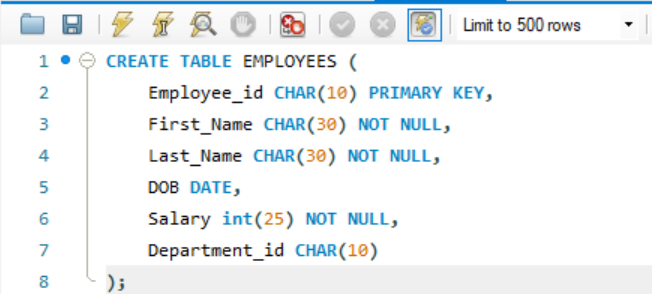 Limit to 500 rows
1 CREATE TABLE EMPLOYEES (
2 Employee_id CHAR(10) PRIMARY KEY,
3 First_Name CHAR(30) NOT NULL,
4 Last_Name CHAR(30) NOT NULL,
5 DOB DATE,
6 Salary int(25) NOT NULL,
7 Department_id CHAR(10)
8 );